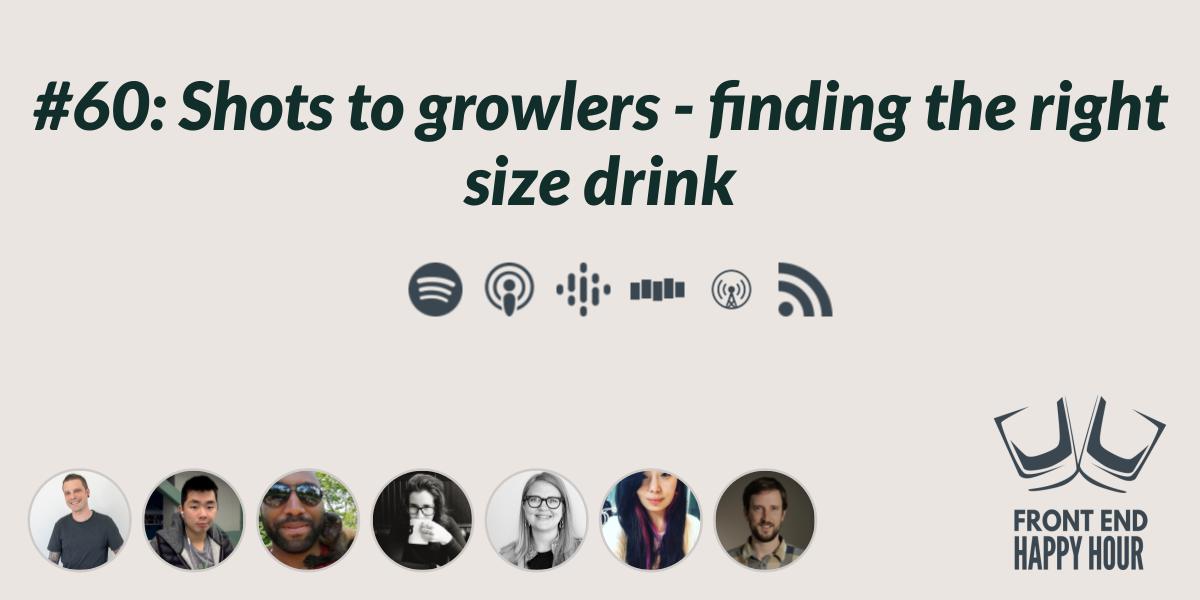 #60: Shots to growlers - finding the right
size drink
FRONT END
HAPPY HOUR